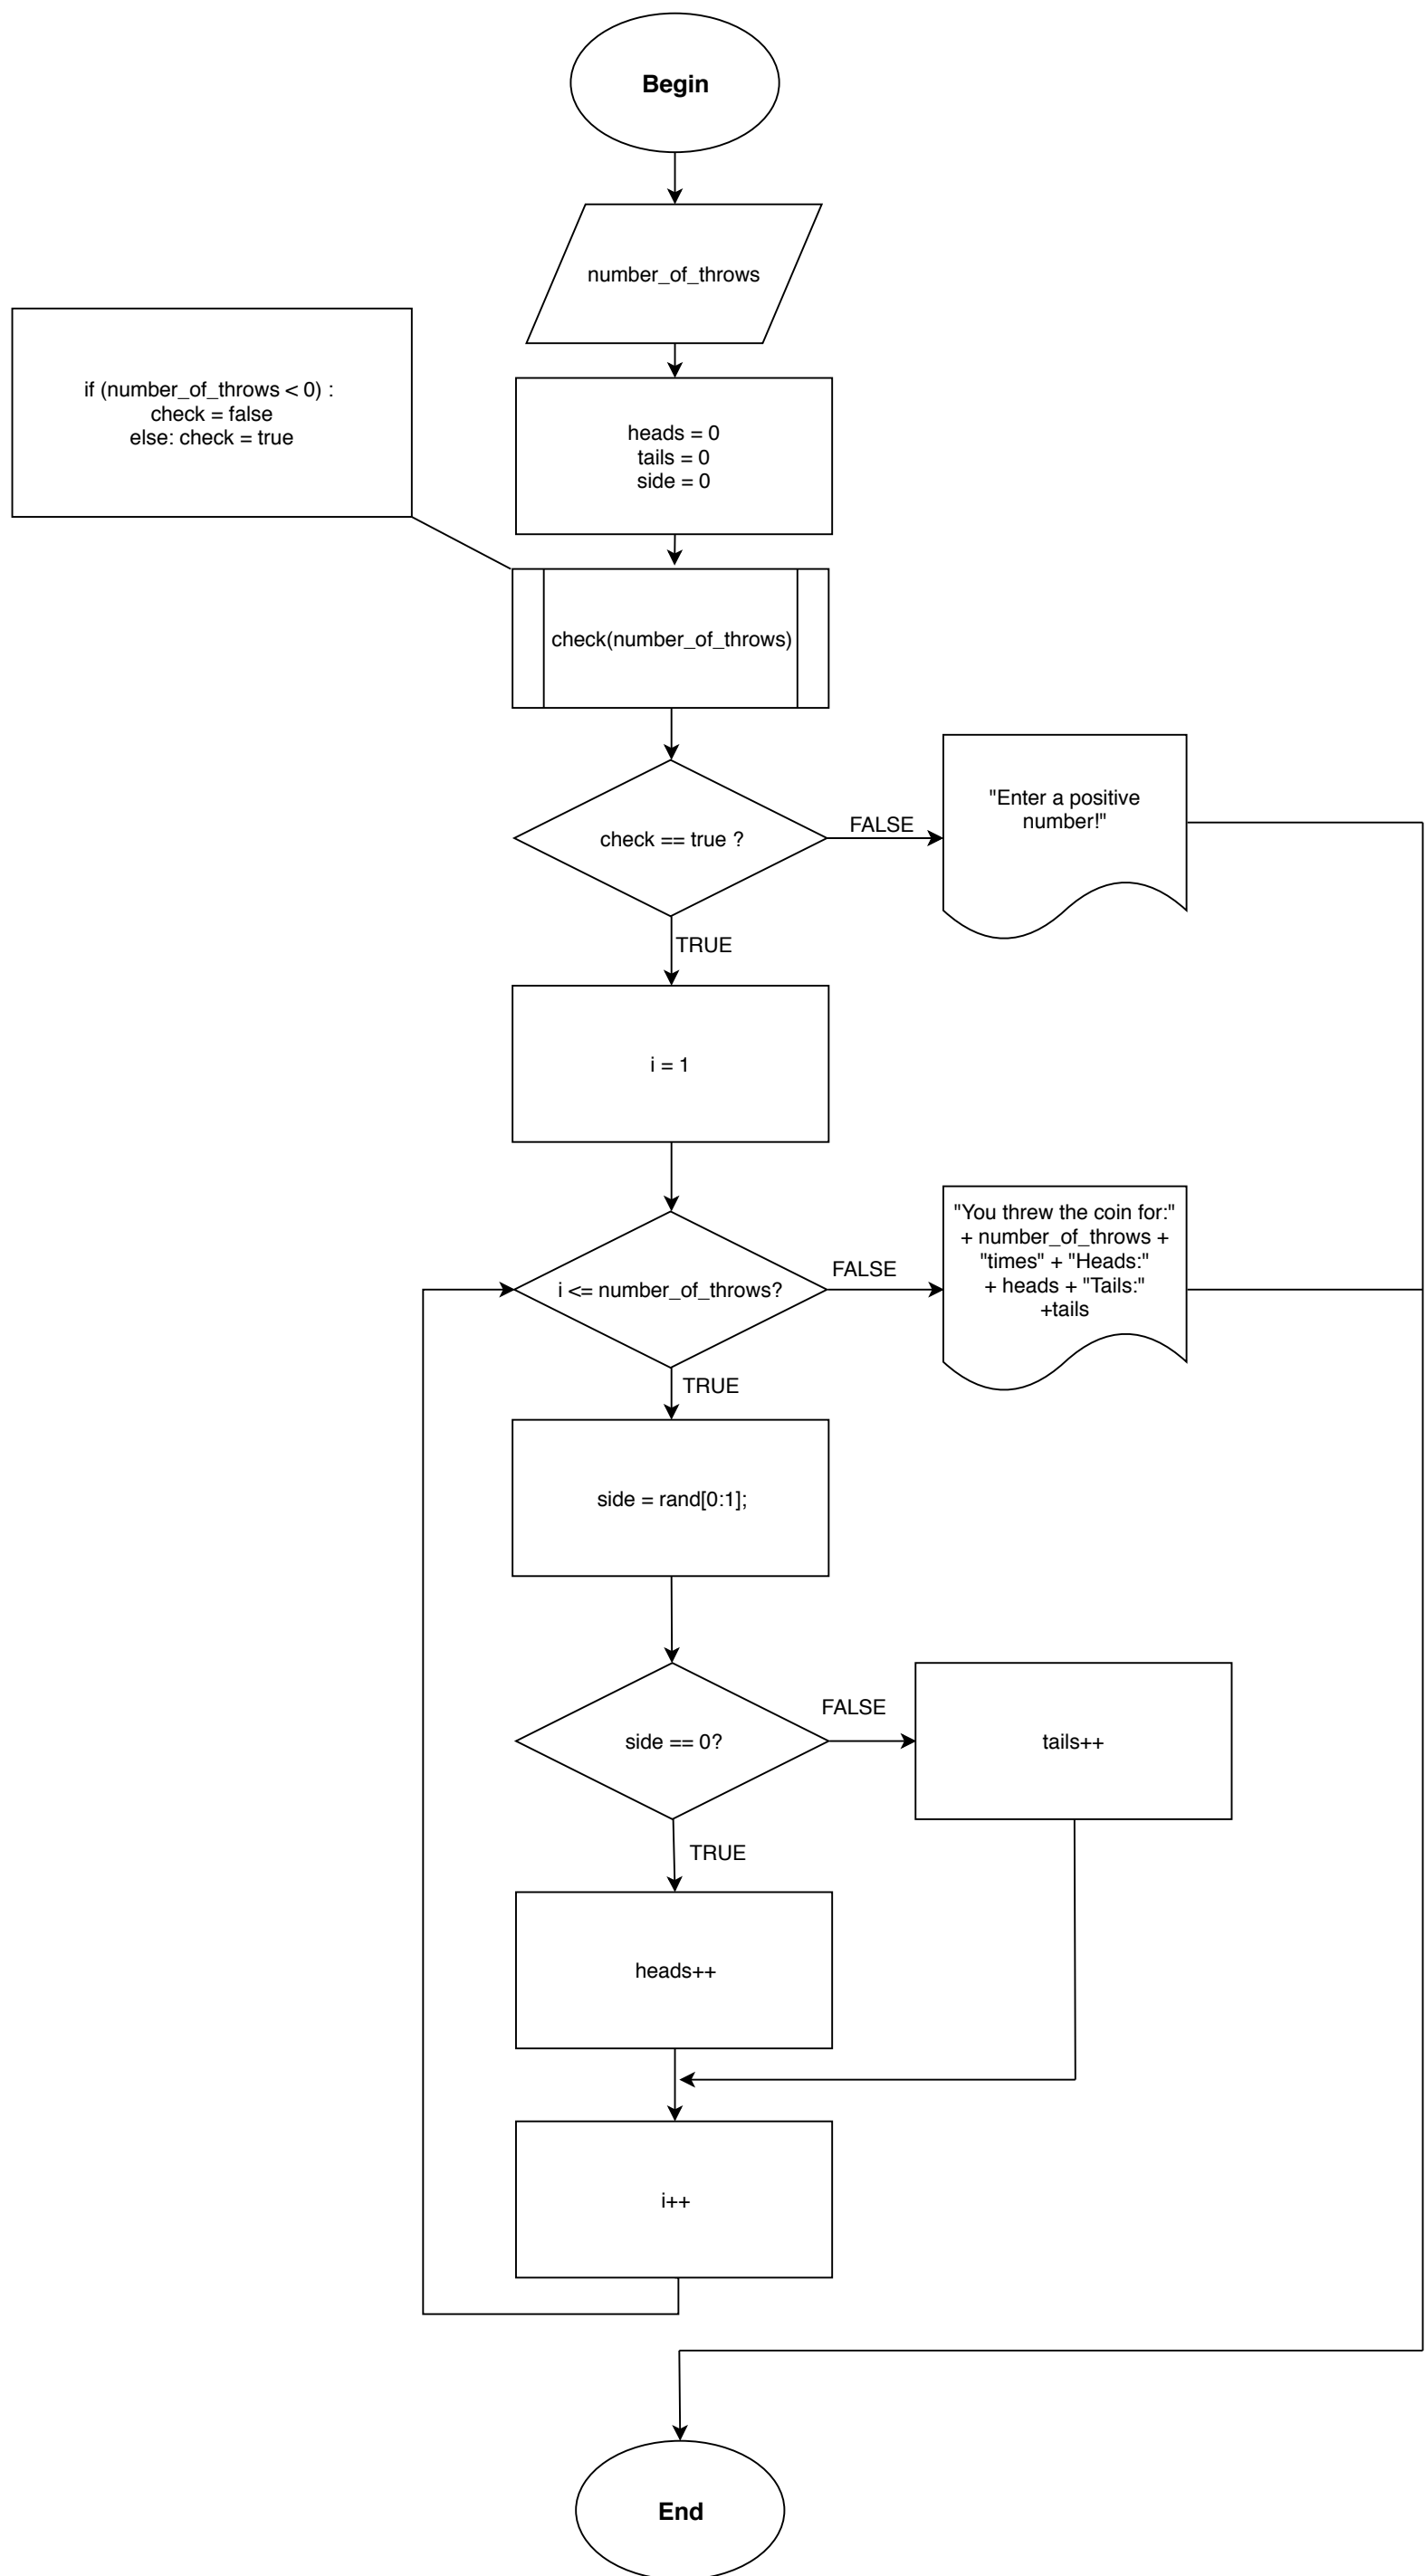 Begin
number_of_throws
if (number_of_throws < 0) :
check = false
else: check = true
heads = 0
tails = 0
side = 0
check(number_of_throws)
check == true ?
FALSE
"Enter a positive
number!"
TRUE
i = 1
i <= number_of_throws?
FALSE
"You threw the coin for:"
+ number_of_throws +
"times" + "Heads:"
+ heads + "Tails:"
+tails
TRUE
side = rand[0:1];
side == 0?
FALSE
tails++
TRUE
heads++
i++
End